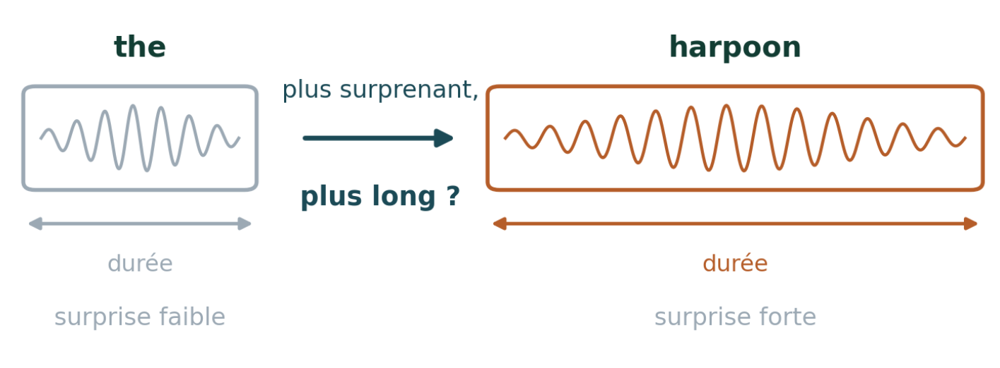 the
harpoon
plus surprenant,
plus long ?
durée
durée
surprise faible
surprise forte